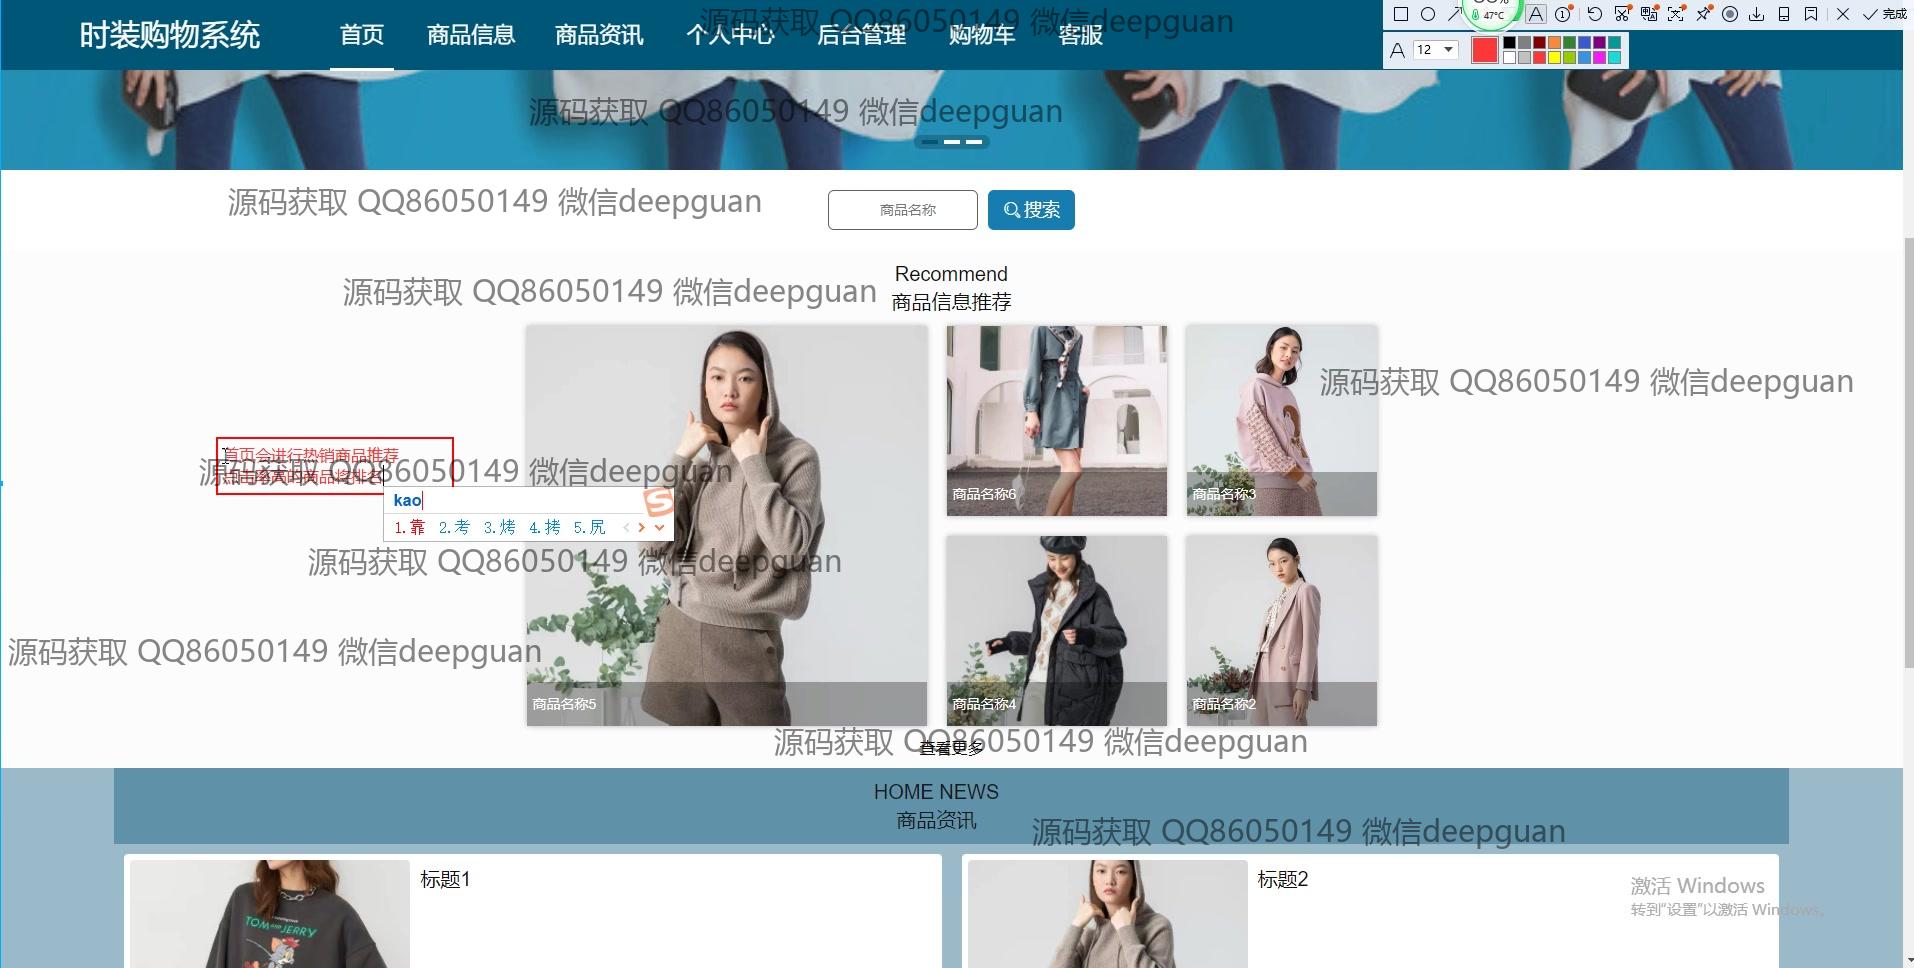 时装购物系统
首页 商品信息 商品资讯 个人中心 后台管理 购物车 客服
源码获取 QQ86050149 微信deepguan
47°C
完成
A 12
源码获取 QQ86050149 微信deepguan
源码获取 QQ86050149 微信deepguan
商品名称
搜索
Recommend
源码获取 QQ86050149 微信deepguan
商品信息推荐
源码获取 QQ86050149 微信deepguan
首页会进行热销商品推荐
源码获取 QQ86050149 微信deepguan
点击率高的商品将排名
kao
1.靠 2.考 3.烤 4.拷 5.尻
商品名称6
商品名称3
源码获取 QQ86050149 微信deepguan
源码获取 QQ86050149 微信deepguan
商品名称5
商品名称4
商品名称2
源码获取 QQ86050149 微信deepguan
查看更多
HOME NEWS
商品资讯
源码获取 QQ86050149 微信deepguan
标题1
TOM AND JERRY
标题2
激活 Windows
转到"设置"以激活 Windows。